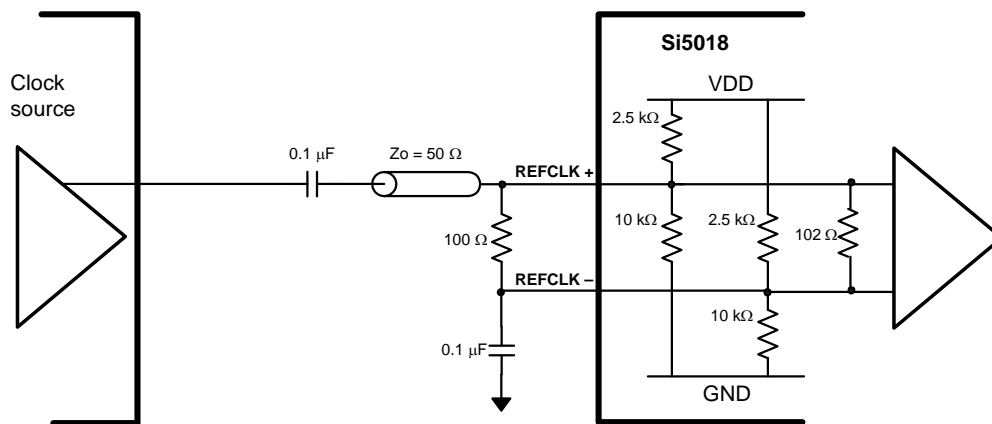 Si5018
Clock
source
VDD
2.5 kΩ
0.1 μF
Zo = 50 Ω
REFCLK +
10 kΩ
2.5 kΩ
102 Ω
100 Ω
REFCLK –
10 kΩ
0.1 μF
GND